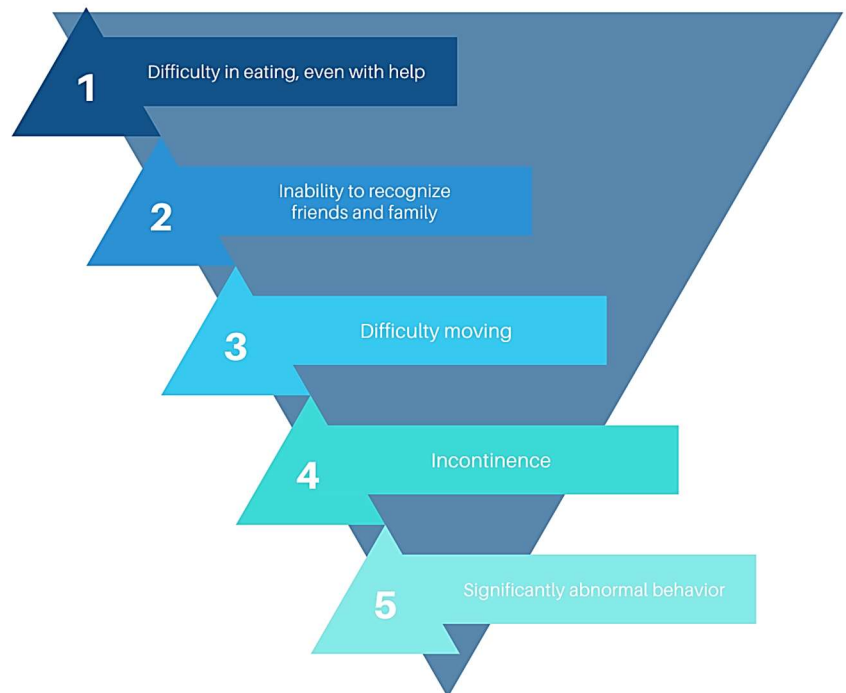 1
Difficulty in eating, even with help
2
Inability to recognize
friends and family
3
Difficulty moving
4
Incontinence
5
Significantly abnormal behavior